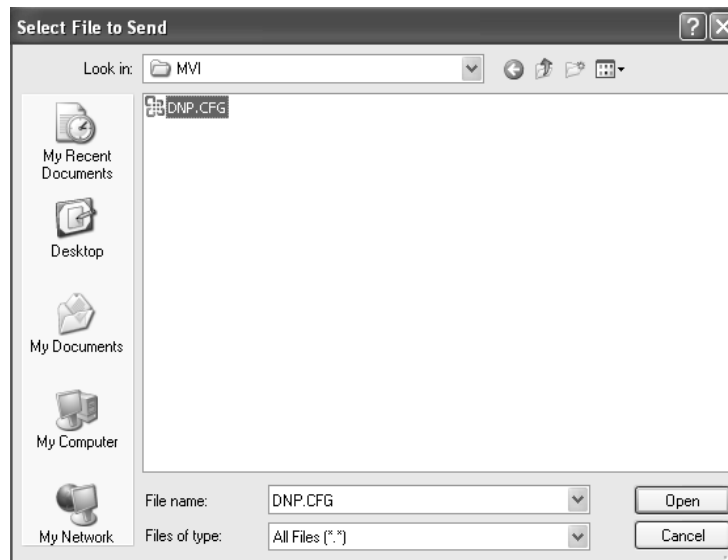 Select File to Send
Look in: MVI
DNP.CFG
My Recent
Documents
Desktop
My Documents
My Computer
My Network
File name: DNP.CFG Open
Files of type: All Files (*.*) Cancel